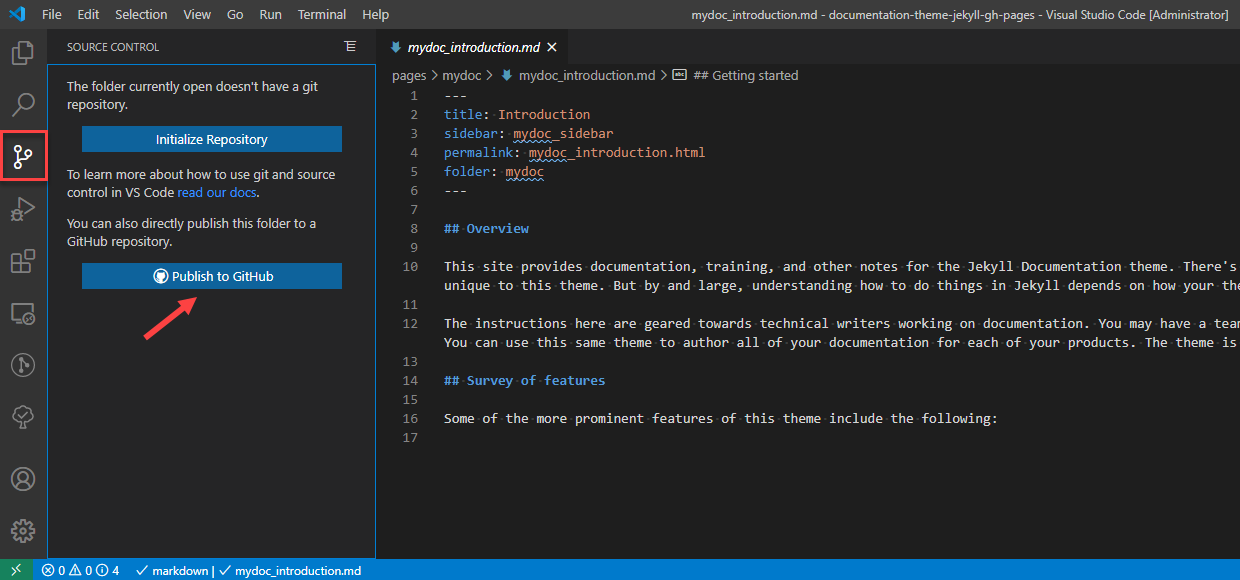 File Edit Selection View Go Run Terminal Help
mydoc_introduction.md - documentation-theme-jekyll-gh-pages - Visual Studio Code [Administrator]
SOURCE CONTROL
The folder currently open doesn't have a git
repository.
Initialize Repository
To learn more about how to use git and source
control in VS Code read our docs.
You can also directly publish this folder to a
GitHub repository.
Publish to GitHub
mydoc_introduction.md
pages > mydoc > mydoc_introduction.md > abc ## Getting started
1 ---
2 title: Introduction
3 sidebar: mydoc_sidebar
4 permalink: mydoc_introduction.html
5 folder: mydoc
6 ---
7
8 ## Overview
9
10 This site provides documentation, training, and other notes for the Jekyll Documentation theme. There's
unique to this theme. But by and large, understanding how to do things in Jekyll depends on how your the
11
12 The instructions here are geared towards technical writers working on documentation. You may have a team
You can use this same theme to author all of your documentation for each of your products. The theme is
13
14 ## Survey of features
15
16 Some of the more prominent features of this theme include the following:
17
0 0 4 markdown | mydoc_introduction.md